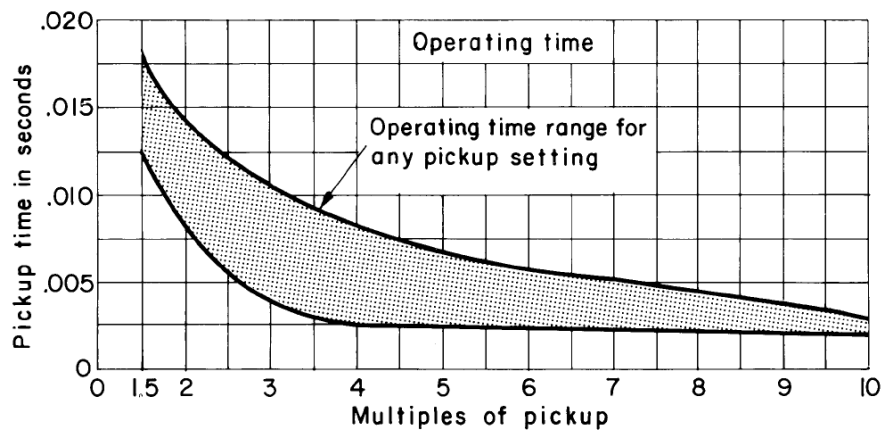 Operating time
Operating time range for
any pickup setting
Pickup time in seconds
.020
.015
.010
.005
0
0 1.5 2 3 4 5 6 7 8 9 10
Multiples of pickup